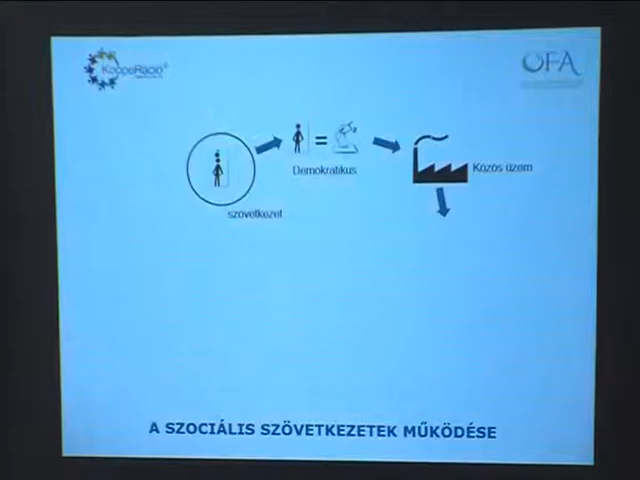 KoopeRáció
OFA
Demokratikus
Közös üzem
szövetkezet
A SZOCIÁLIS SZÖVETKEZETEK MŰKÖDÉSE